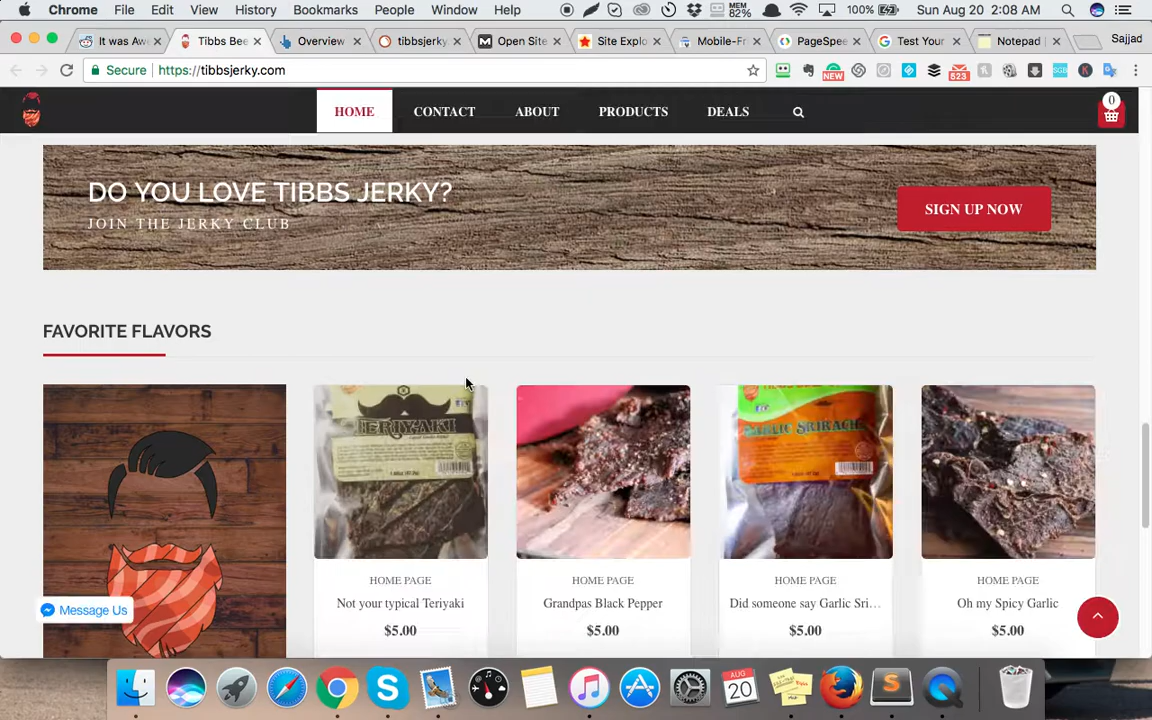 Chrome File Edit View History Bookmarks People Window Help MEM 82% 100% Sun Aug 20 2:08 AM
It was Aw Tibbs Bee Overview tibbsjerky. Open Site Site Explo Mobile-Fri PageSpee Test Your Notepad Sajjad
Secure https://tibbsjerky.com NEW 523
HOME CONTACT ABOUT PRODUCTS DEALS 0
DO YOU LOVE TIBBS JERKY?
JOIN THE JERKY CLUB
SIGN UP NOW
FAVORITE FLAVORS
TERIYAKI
GARLIC SRIRACHA
HOME PAGE HOME PAGE HOME PAGE HOME PAGE
Not your typical Teriyaki Grandpas Black Pepper Did someone say Garlic Sri... Oh my Spicy Garlic
Message Us
$5.00 $5.00 $5.00 $5.00
AUG
20